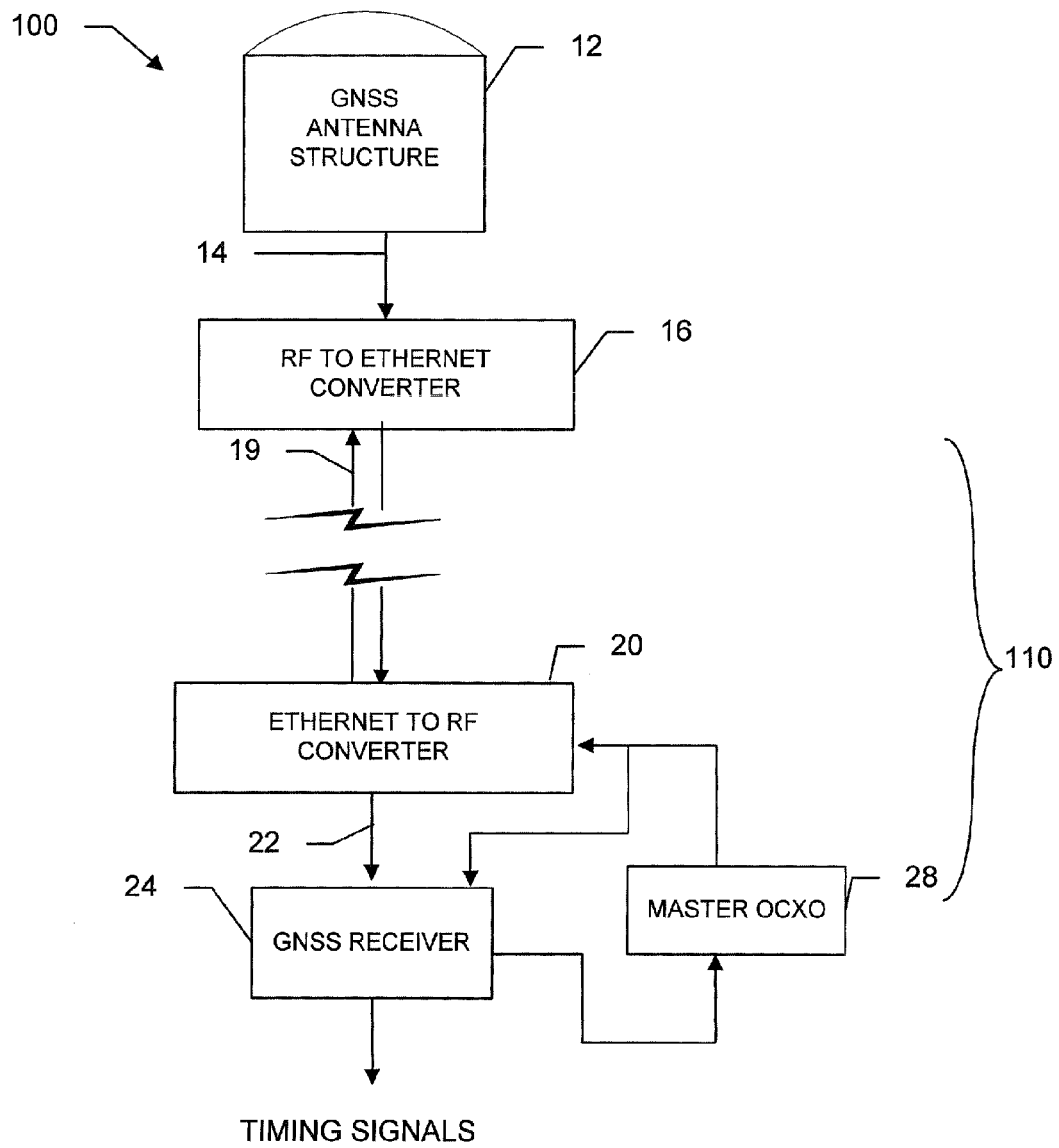 100
12
GNSS
ANTENNA
STRUCTURE
14
16
RF TO ETHERNET
CONVERTER
19
20
110
ETHERNET TO RF
CONVERTER
22
24
28
MASTER OCXO
GNSS RECEIVER
TIMING SIGNALS